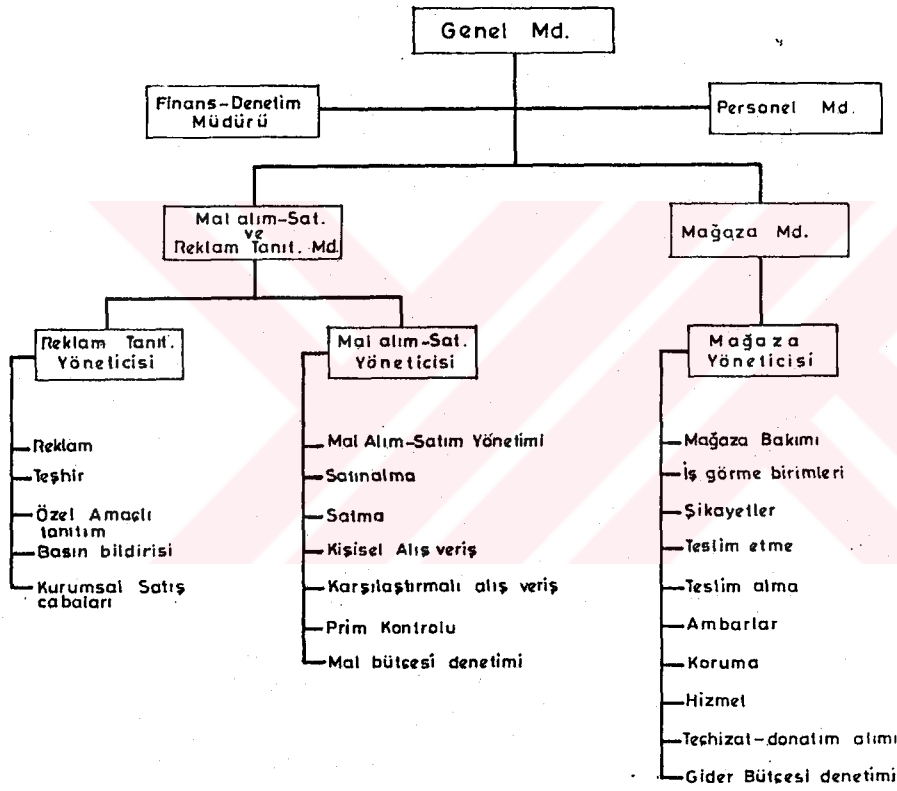 Genel Md.
Finans-Denetim
Müdürü
Personel Md.
Mal alım-Sat.
ve
Reklam Tanıt. Md.
Mağaza Md.
Reklam Tanıt.
Yöneticisi
Mal alım-Sat.
Yöneticisi
Mağaza
Yöneticisi
Reklam
Teşhir
Özel Amaçlı
tanıtım
Basın bildirisi
Kurumsal Satış
cabaları
Mal Alım-Satım Yönetimi
Satınalma
Satma
Kişisel Alış veriş
Karşılaştırmalı alış veriş
Prim Kontrolu
Mal bütçesi denetimi
Mağaza Bakımı
İş görme birimleri
Şikayetler
Teslim etme
Teslim alma
Ambarlar
Koruma
Hizmet
Teçhizat-donatım alımı
Gider Bütçesi denetimi